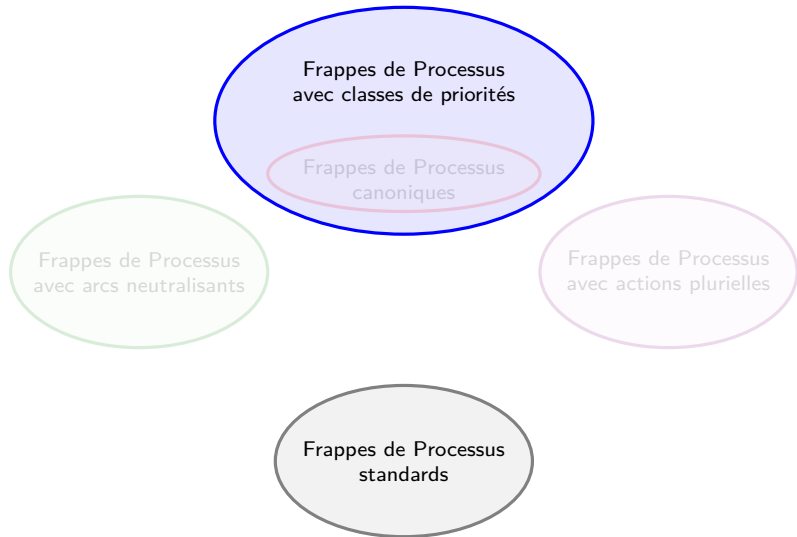 Frappes de Processus
avec classes de priorités
Frappes de Processus
canoniques
Frappes de Processus
avec arcs neutralisants
Frappes de Processus
avec actions plurielles
Frappes de Processus
standards